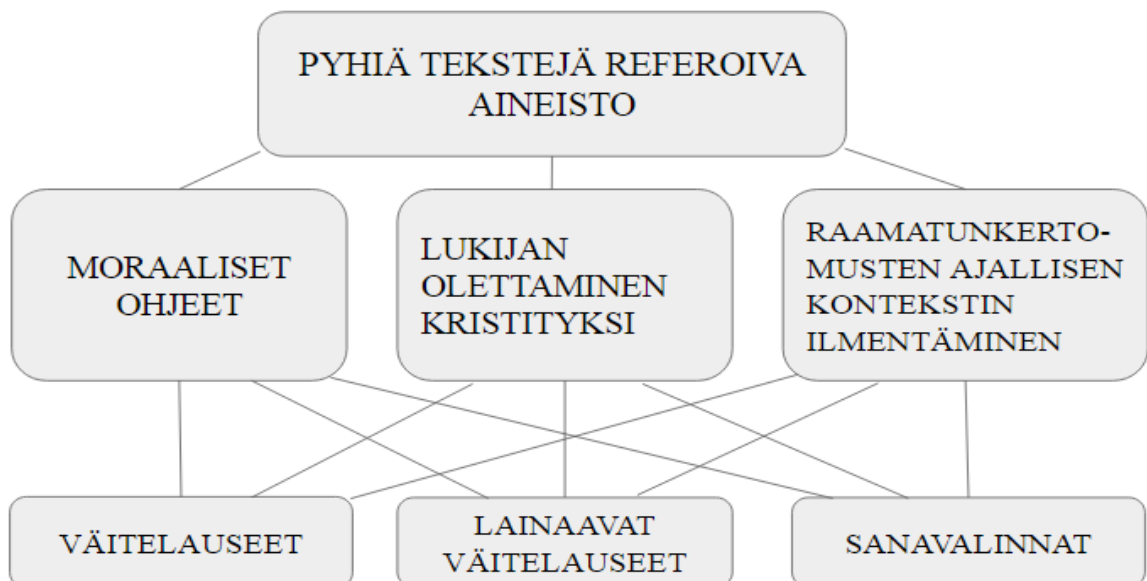 PYHIÄ TEKSTEJÄ REFEROIVA
AINEISTO
MORAALISET
OHJEET
LUKIJAN
OLETTAMINEN
KRISTITYKSI
RAAMATUNKERTO-
MUSTEN AJALLISEN
KONTEKSTIN
ILMENTÄMINEN
VÄITELAUSEET
LAINAAVAT
VÄITELAUSEET
SANAVALINNAT